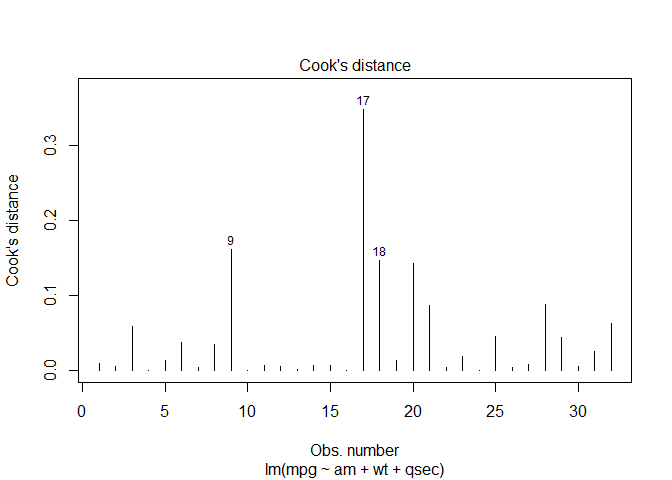 Cook's distance
17
9
18
Cook's distance
0.3
0.2
0.1
0.0
0 5 10 15 20 25 30
Obs. number
lm(mpg ~ am + wt + qsec)